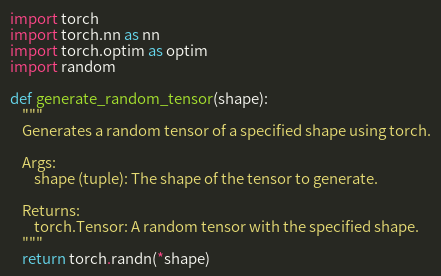 import torch
import torch.nn as nn
import torch.optim as optim
import random

def generate_random_tensor(shape):
    """
    Generates a random tensor of a specified shape using torch.

    Args:
        shape (tuple): The shape of the tensor to generate.

    Returns:
        torch.Tensor: A random tensor with the specified shape.
    """
    return torch.randn(*shape)